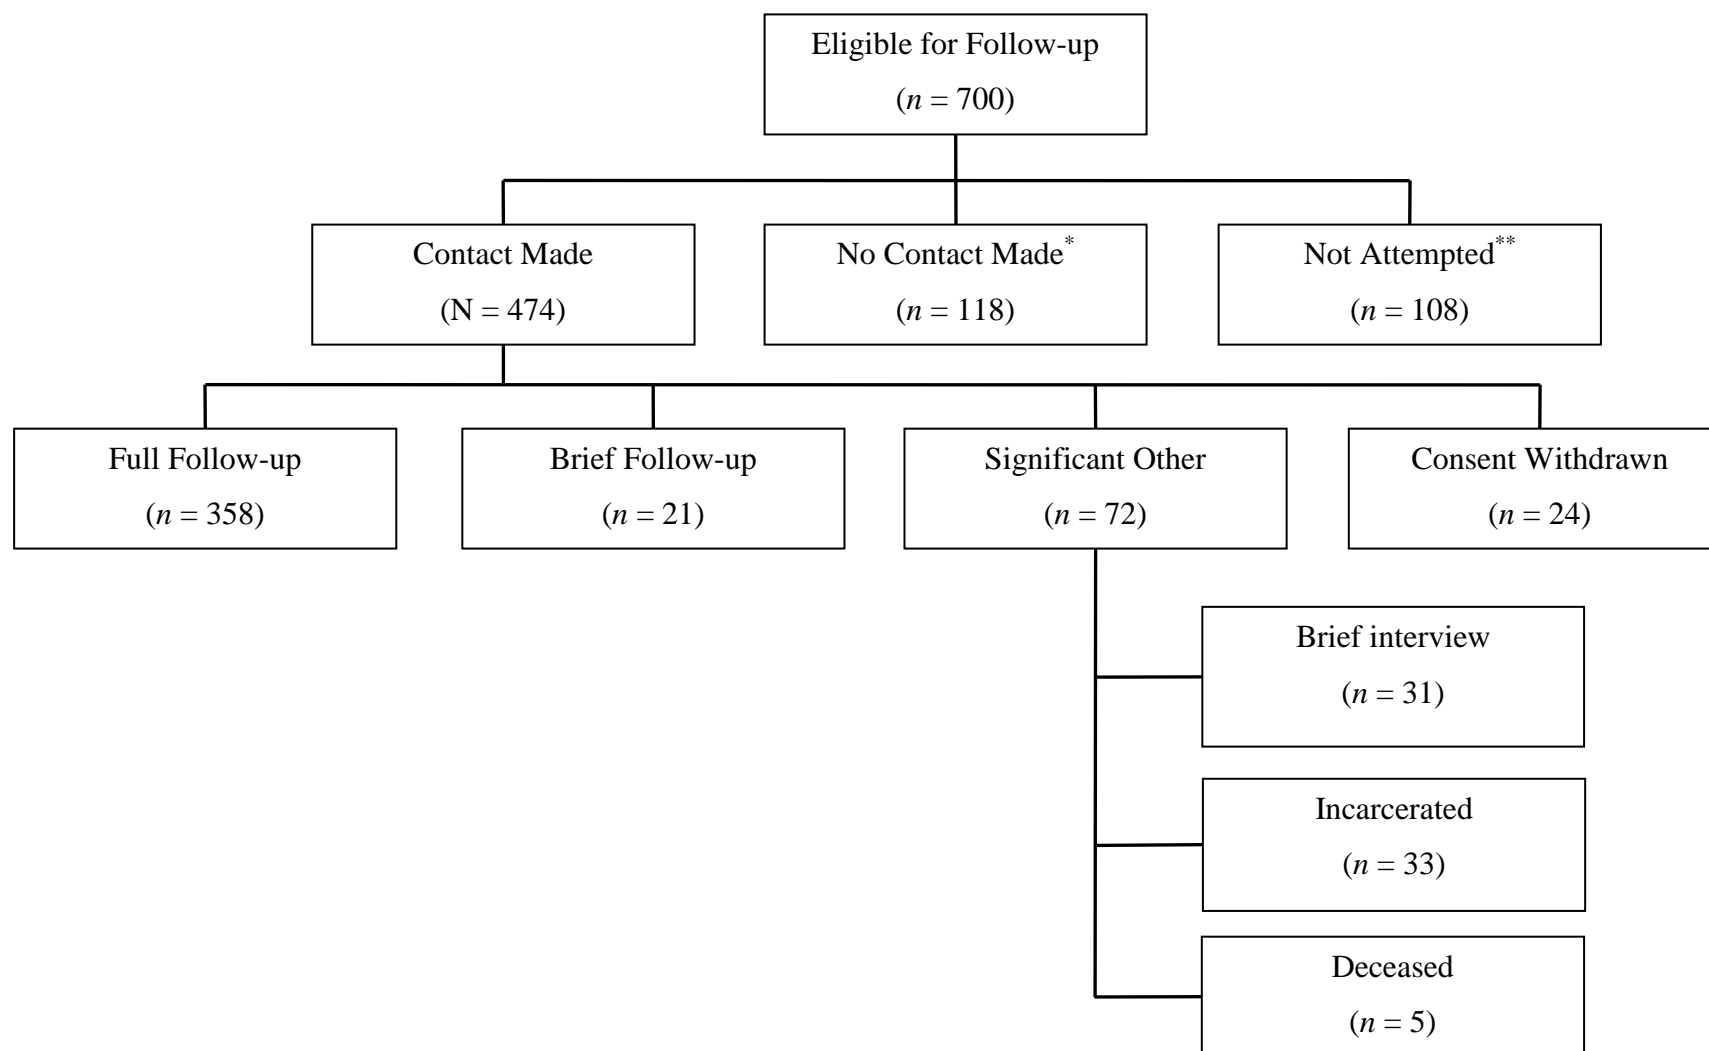 Eligible for Follow-up
(n = 700)
Contact Made
(N = 474)
No Contact Made*
(n = 118)
Not Attempted**
(n = 108)
Full Follow-up
(n = 358)
Brief Follow-up
(n = 21)
Significant Other
(n = 72)
Consent Withdrawn
(n = 24)
Brief interview
(n = 31)
Incarcerated
(n = 33)
Deceased
(n = 5)